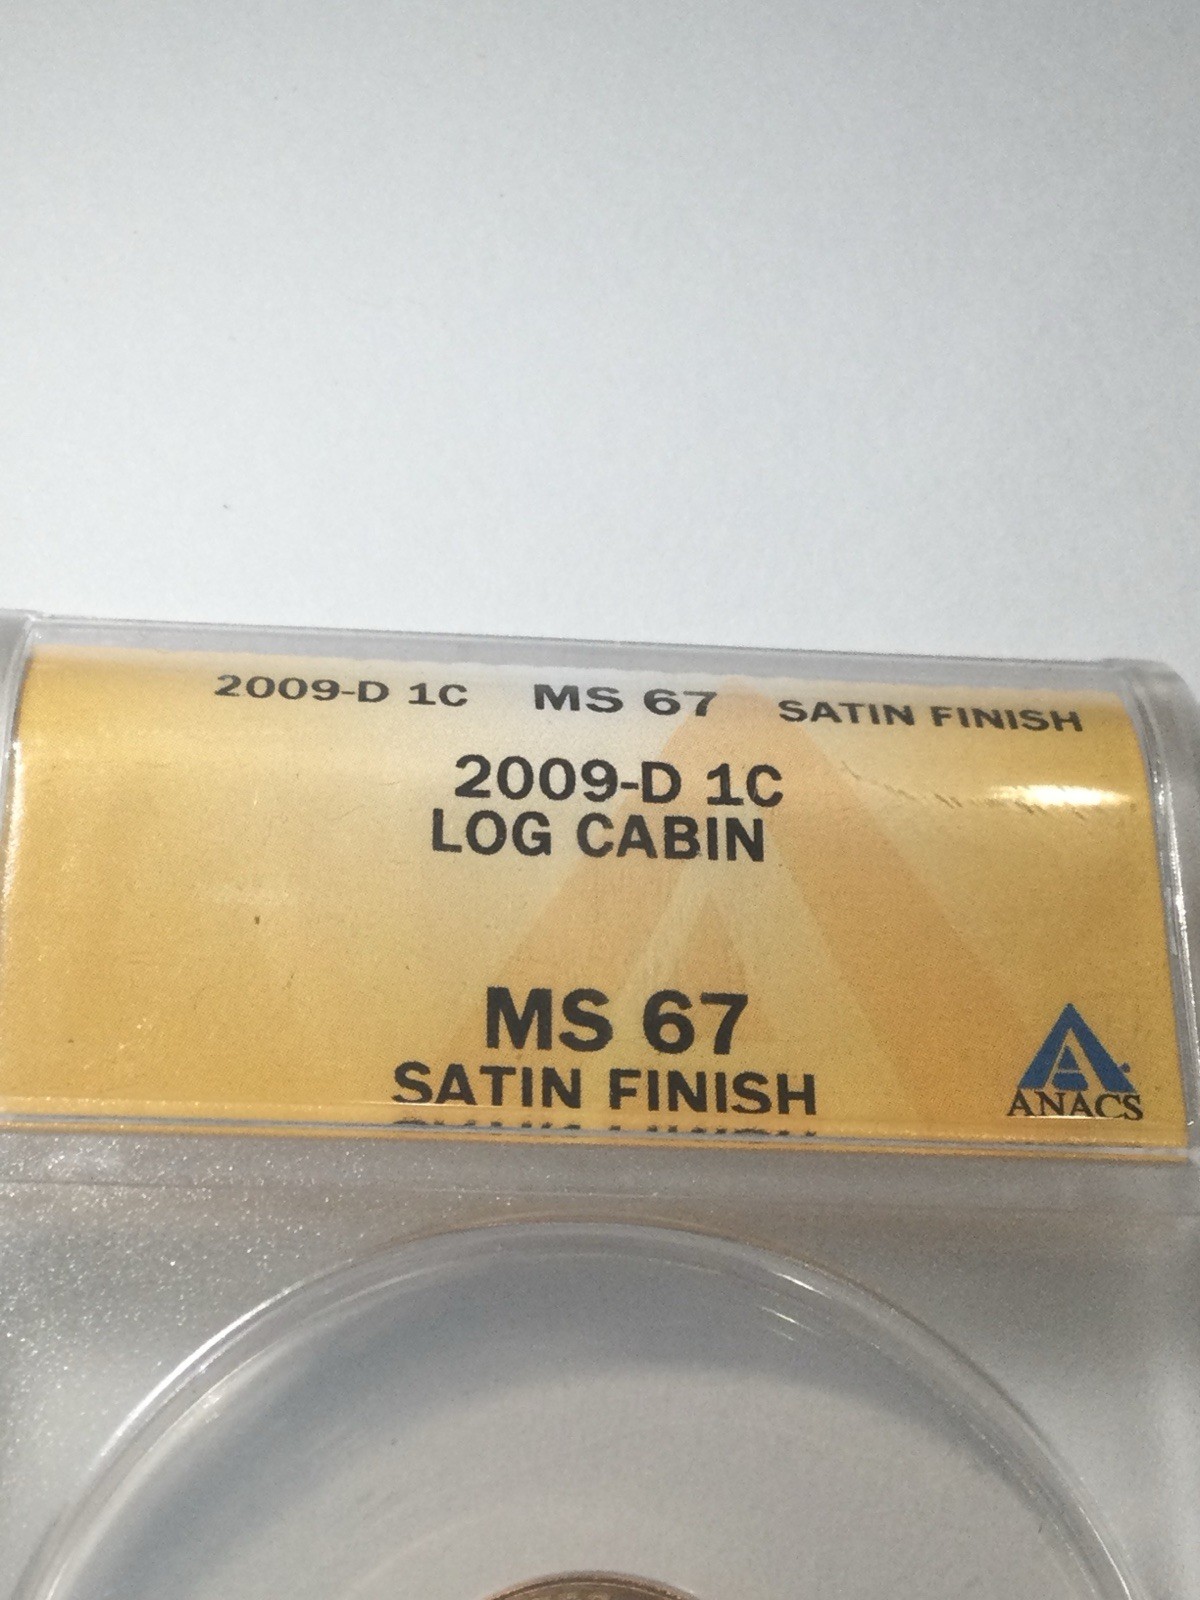 2009-D 1C MS 67 SATIN FINISH
2009-D 1C
LOG CABIN
MS 67
SATIN FINISH
ANACS